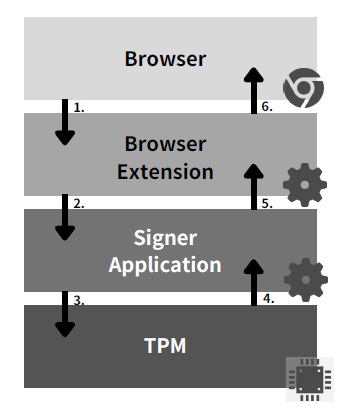 Browser
1.
6.
Browser
Extension
2.
5.
Signer
Application
3.
4.
TPM